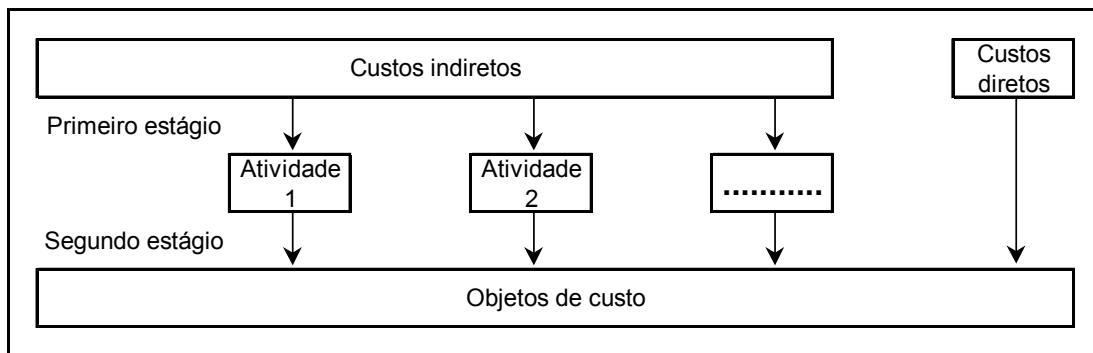 Custos indiretos
Custos
diretos
Primeiro estágio
Atividade
1
Atividade
2
...........
Segundo estágio
Objetos de custo